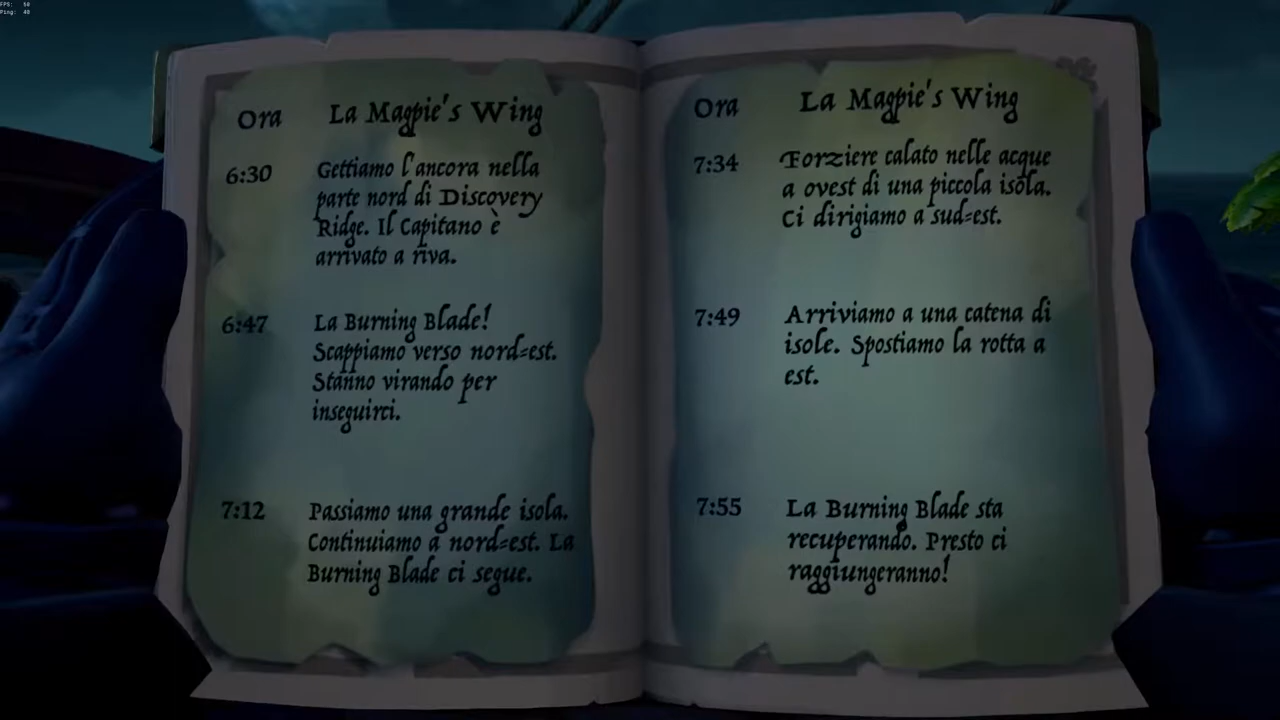 FPS: 50
Ping: 40
Ora La Magpie's Wing
6:30 Gettiamo l'ancora nella
parte nord di Discovery
Ridge. Il Capitano è
arrivato a riva.
6:47 La Burning Blade!
Scappiamo verso nord-est.
Stanno virando per
inseguirci.
7:12 Passiamo una grande isola.
Continuiamo a nord-est. La
Burning Blade ci segue.
Ora La Magpie's Wing
7:34 Forziere calato nelle acque
a ovest di una piccola isola.
Ci dirigiamo a sud-est.
7:49 Arriviamo a una catena di
isole. Spostiamo la rotta a
est.
7:55 La Burning Blade sta
recuperando. Presto ci
raggiungeranno!